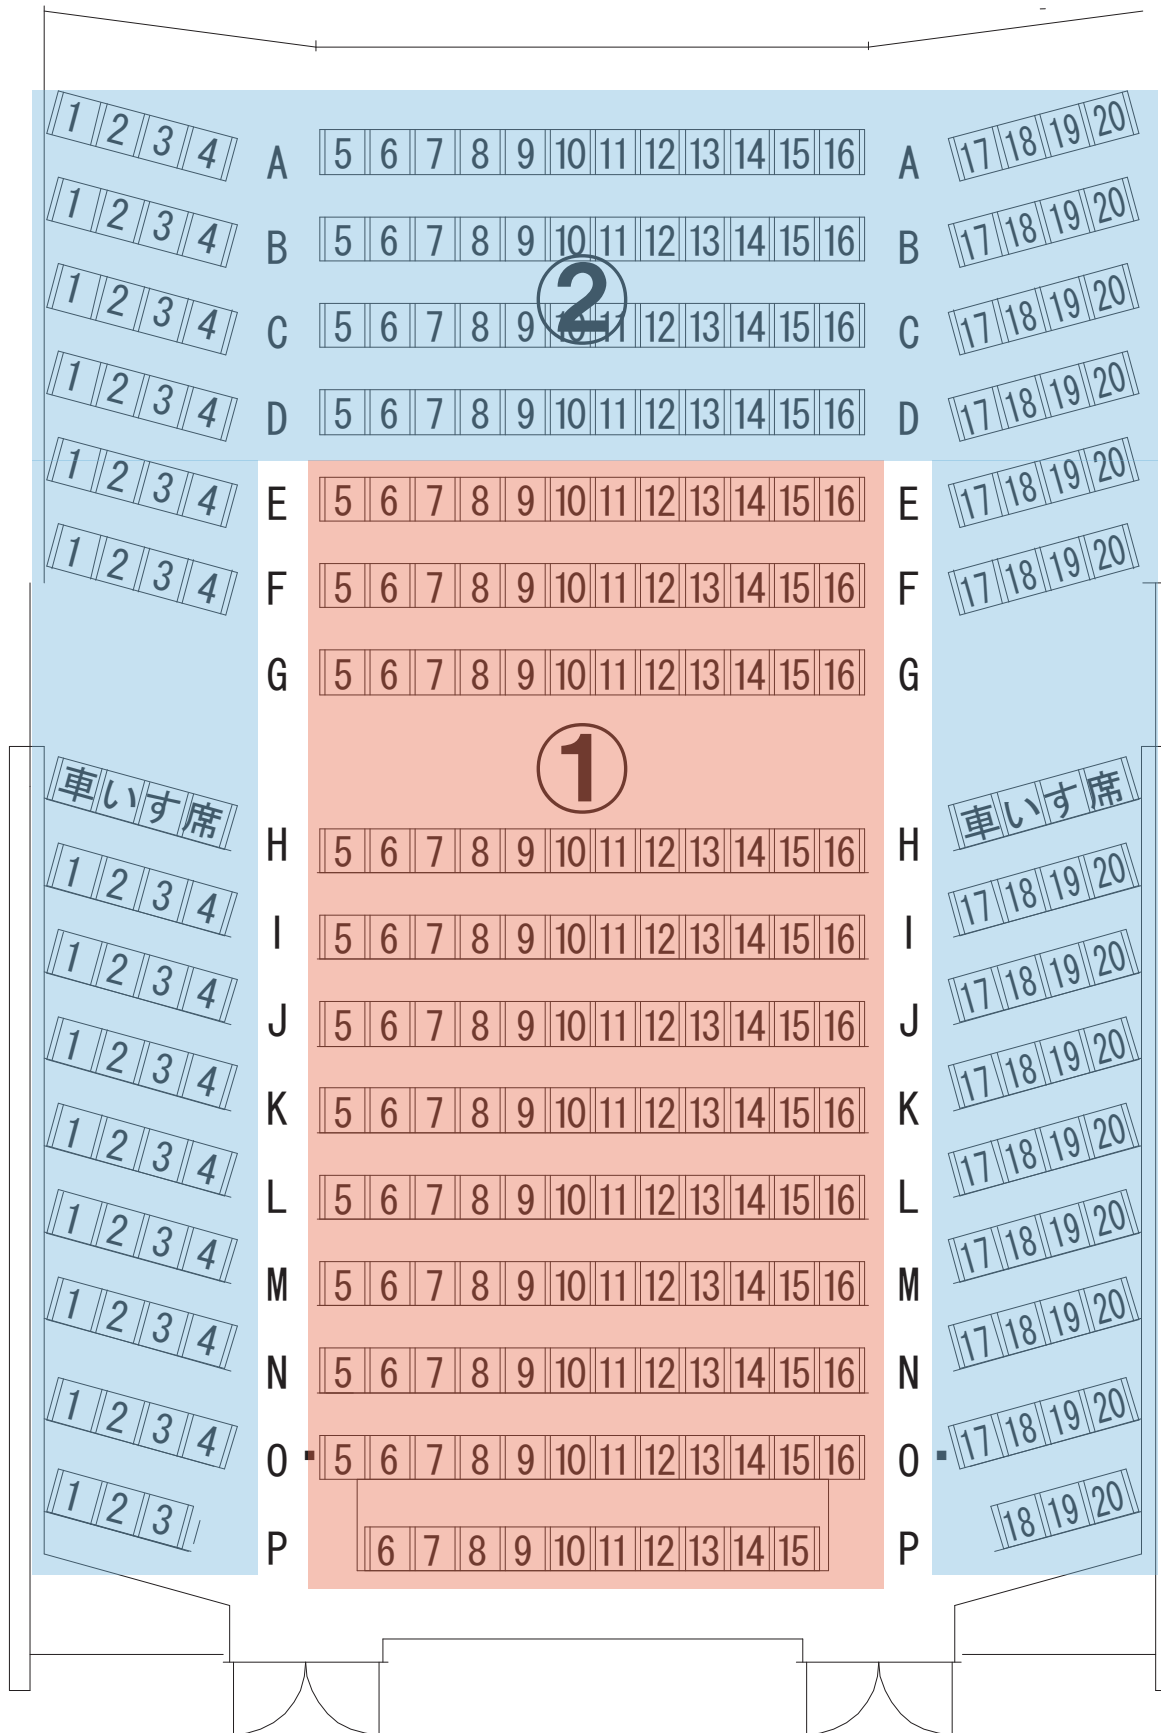 1 2 3 4 A 5 6 7 8 9 10 11 12 13 14 15 16 A 17 18 19 20
1 2 3 4 B 5 6 7 8 9 10 11 12 13 14 15 16 B 17 18 19 20
②
1 2 3 4 C 5 6 7 8 9 10 11 12 13 14 15 16 C 17 18 19 20
1 2 3 4 D 5 6 7 8 9 10 11 12 13 14 15 16 D 17 18 19 20
1 2 3 4 E 5 6 7 8 9 10 11 12 13 14 15 16 E 17 18 19 20
1 2 3 4 F 5 6 7 8 9 10 11 12 13 14 15 16 F 17 18 19 20
G 5 6 7 8 9 10 11 12 13 14 15 16 G
①
車いす席 H 5 6 7 8 9 10 11 12 13 14 15 16 H 車いす席
1 2 3 4 I 5 6 7 8 9 10 11 12 13 14 15 16 I 17 18 19 20
1 2 3 4 J 5 6 7 8 9 10 11 12 13 14 15 16 J 17 18 19 20
1 2 3 4 K 5 6 7 8 9 10 11 12 13 14 15 16 K 17 18 19 20
1 2 3 4 L 5 6 7 8 9 10 11 12 13 14 15 16 L 17 18 19 20
1 2 3 4 M 5 6 7 8 9 10 11 12 13 14 15 16 M 17 18 19 20
1 2 3 4 N 5 6 7 8 9 10 11 12 13 14 15 16 N 17 18 19 20
1 2 3 4 O 5 6 7 8 9 10 11 12 13 14 15 16 O 17 18 19 20
1 2 3 P 6 7 8 9 10 11 12 13 14 15 P 18 19 20